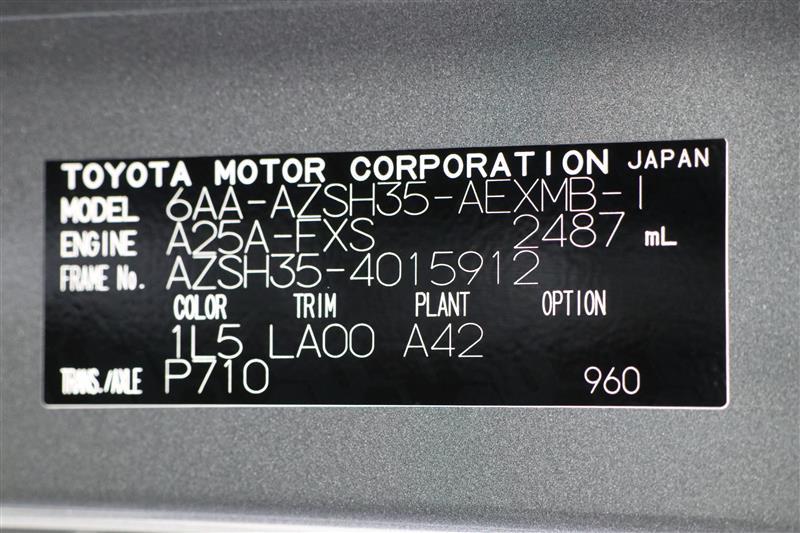 TOYOTA MOTOR CORPORATION JAPAN
MODEL 6AA-AZSH35-AEXMB-I
ENGINE A25A-FXS 2487 mL
FRAME No. AZSH35-4015912
COLOR TRIM PLANT OPTION
1L5 LA00 A42
TRANS./AXLE P710 960